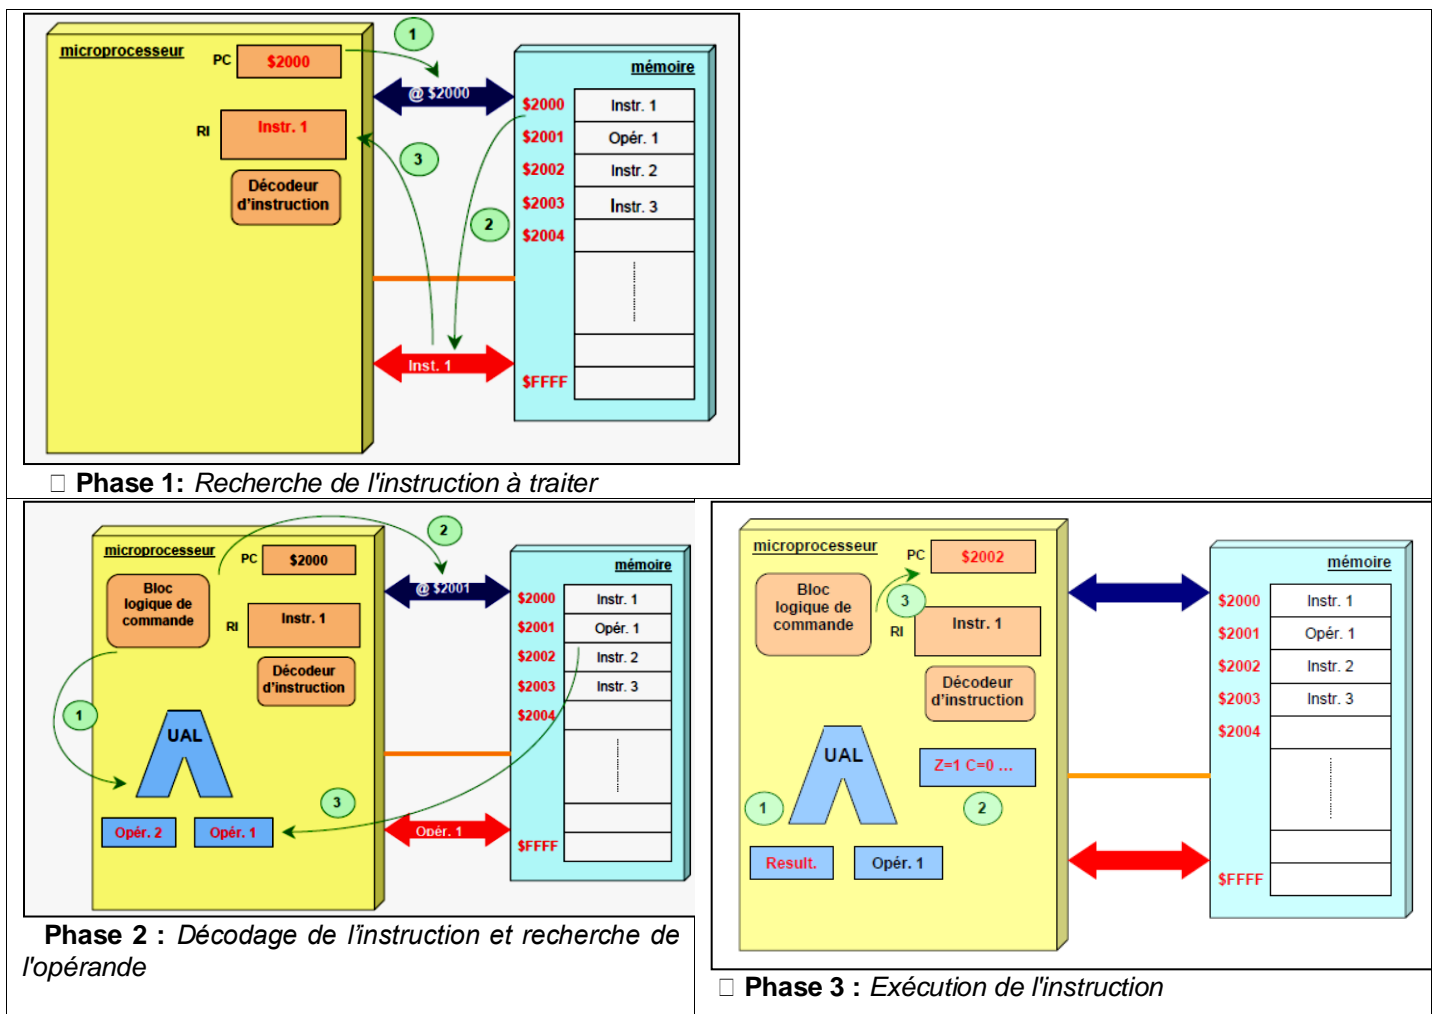 microprocesseur
PC
$2000
1
@ $2000
mémoire
$2000
Instr. 1
RI
Instr. 1
$2001
Opér. 1
3
$2002
Instr. 2
Décodeur
d'instruction
$2003
Instr. 3
2
$2004
Inst. 1
$FFFF
Phase 1: Recherche de l'instruction à traiter
microprocesseur
PC
$2000
2
@ $2001
mémoire
Bloc
logique de
commande
$2000
Instr. 1
RI
Instr. 1
$2001
Opér. 1
$2002
Instr. 2
Décodeur
d'instruction
$2003
Instr. 3
1
$2004
UAL
3
Opér. 2
Opér. 1
Opér. 1
$FFFF
Phase 2 : Décodage de l'instruction et recherche de
l'opérande
microprocesseur
PC
$2002
mémoire
Bloc
logique de
commande
3
$2000
Instr. 1
RI
Instr. 1
$2001
Opér. 1
$2002
Instr. 2
Décodeur
d'instruction
$2003
Instr. 3
$2004
UAL
Z=1 C=0 ...
1
2
Result.
Opér. 1
$FFFF
Phase 3 : Exécution de l'instruction